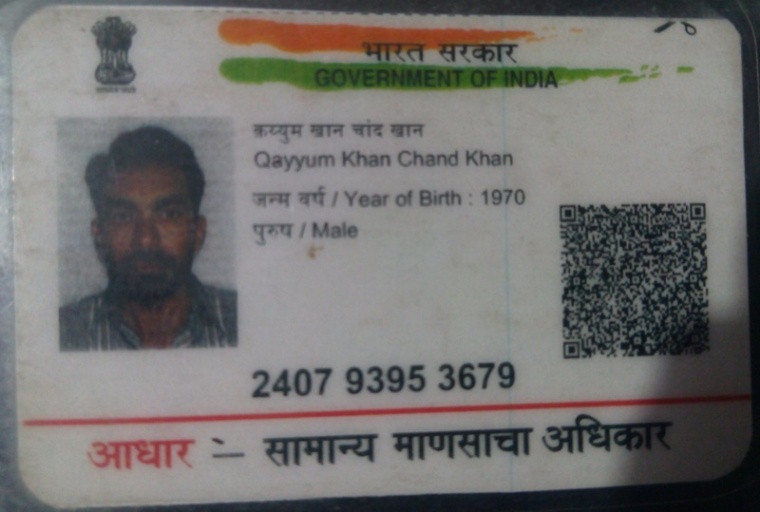 भारत सरकार
GOVERNMENT OF INDIA
क़य्युम खान चांद खान
Qayyum Khan Chand Khan
जन्म वर्ष / Year of Birth : 1970
पुरुष / Male
2407 9395 3679
आधार — सामान्य माणसाचा अधिकार